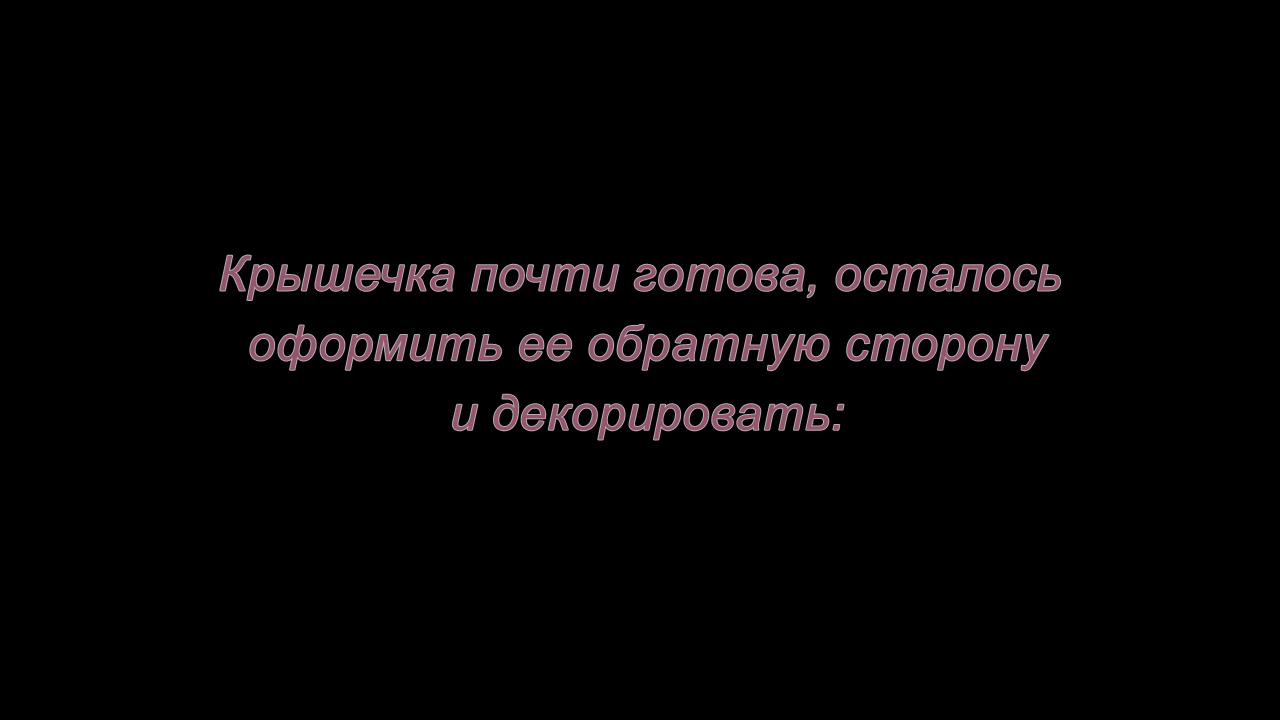 Крышечка почти готова, осталось
оформить ее обратную сторону
и декорировать: